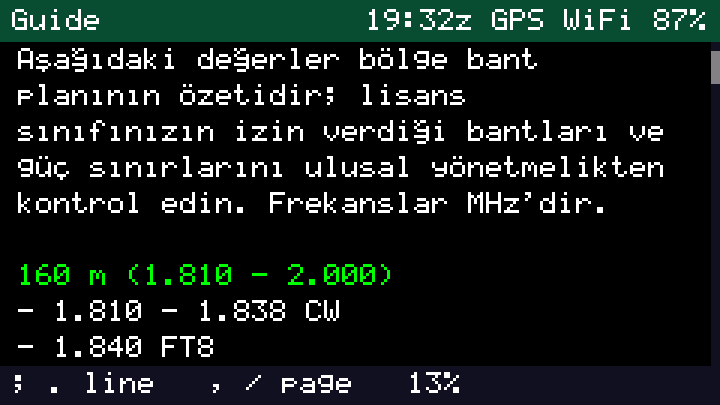 Guide 19:32z GPS WiFi 87%
Aşağıdaki değerler bölge bant
planının özetidir; lisans
sınıfınızın izin verdiği bantları ve
güç sınırlarını ulusal yönetmelikten
kontrol edin. Frekanslar MHz'dir.
160 m (1.810 - 2.000)
- 1.810 - 1.838 CW
- 1.840 FT8
; . line , / page 13%